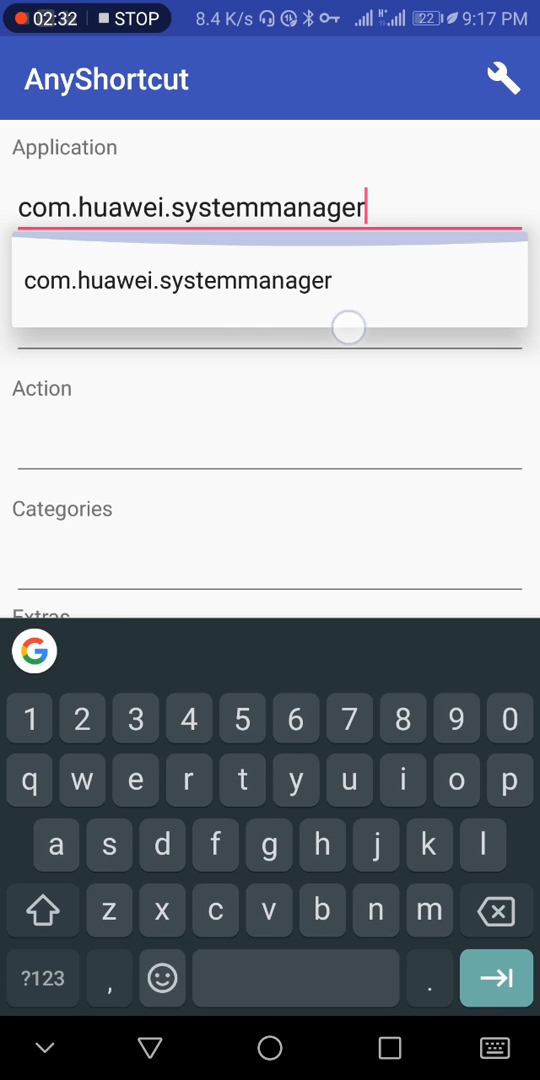 02:32 STOP 8.4 K/s 22 9:17 PM
AnyShortcut
Application
com.huawei.systemmanager
com.huawei.systemmanager
Action
Categories
Extras
1 2 3 4 5 6 7 8 9 0
q w e r t y u i o p
a s d f g h j k l
z x c v b n m
?123 , .